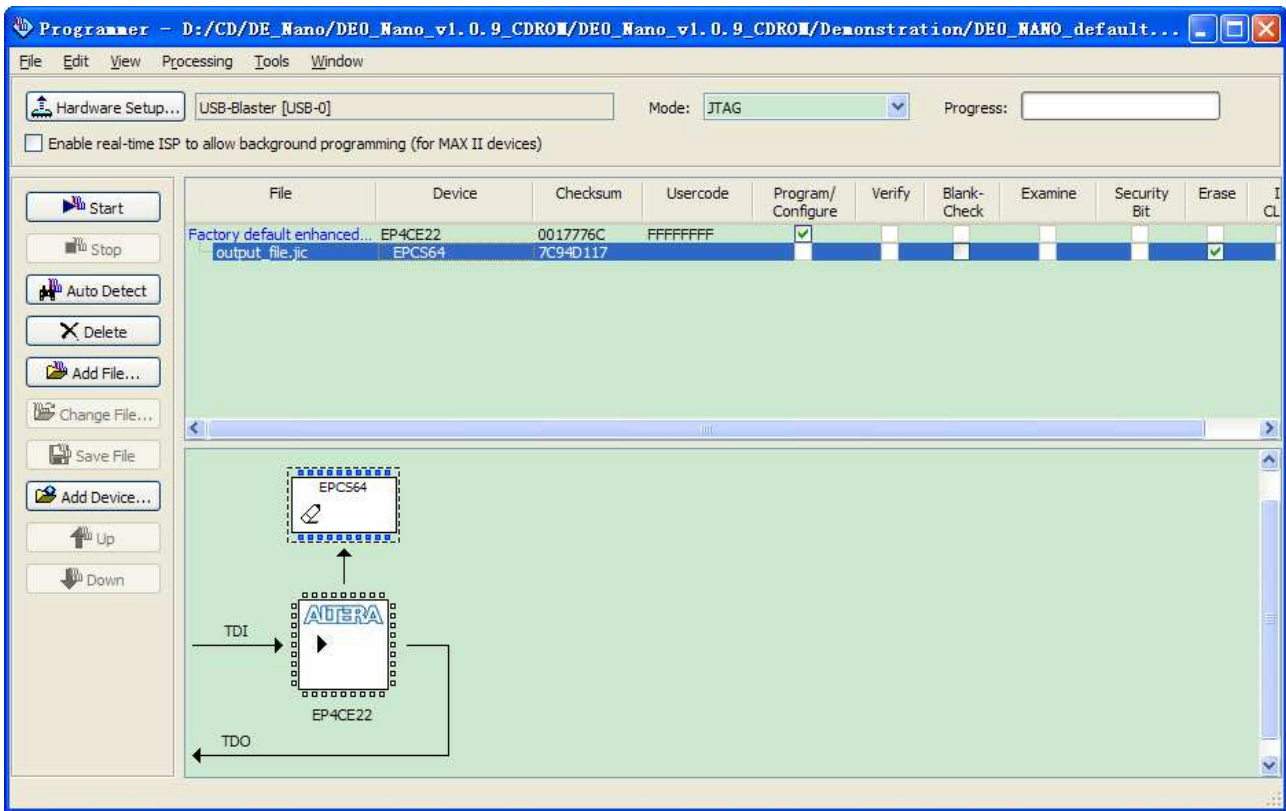 Programmer - D:/CD/DE_Nano/DE0_Nano_v1.0.9_CDROM/DE0_Nano_v1.0.9_CDROM/Demonstration/DE0_NANO_default...
File Edit View Processing Tools Window
Hardware Setup... USB-Blaster [USB-0] Mode: JTAG Progress:
Enable real-time ISP to allow background programming (for MAX II devices)
File Device Checksum Usercode Program/ Configure Verify Blank- Check Examine Security Bit Erase
Factory default enhanced... EP4CE22 0017776C FFFFFFFF
output_file.jic EPCS64 7C94D117
Start
Stop
Auto Detect
Delete
Add File...
Change File...
Save File
Add Device...
Up
Down
EPCS64
ALTERA
TDI
EP4CE22
TDO